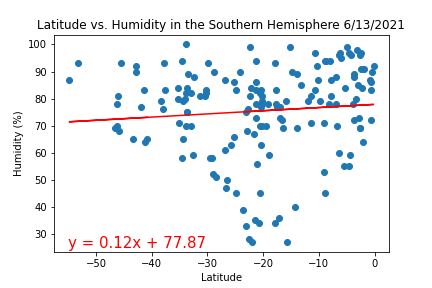 Latitude vs. Humidity in the Southern Hemisphere 6/13/2021
100
90
80
70
60
50
40
30
Humidity (%)
y = 0.12x + 77.87
−50 −40 −30 −20 −10 0
Latitude